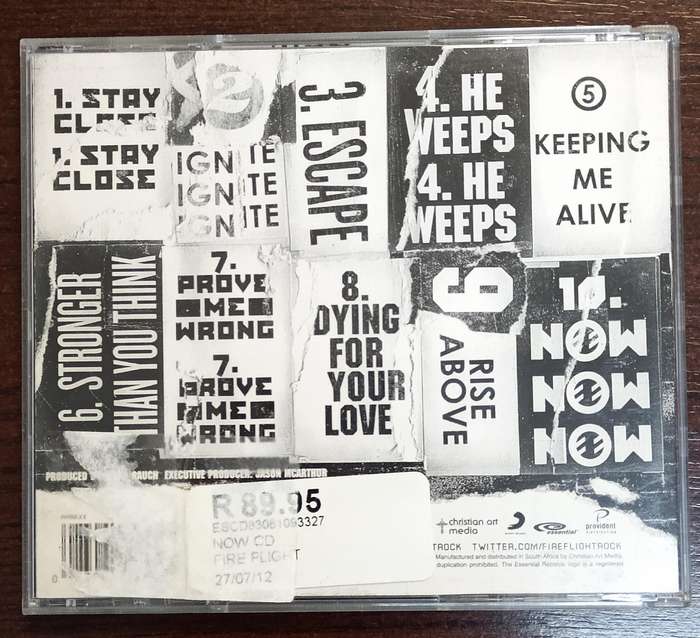 1. STAY
CLOSE
1. STAY
CLOSE
2
IGNITE
IGNITE
IGNITE
3. ESCAPE
4. HE
WEEPS
4. HE
WEEPS
5
KEEPING
ME
ALIVE
6. STRONGER
THAN YOU THINK
7.
PROVE
ME
WRONG
7.
PROVE
ME
WRONG
8.
DYING
FOR
YOUR
LOVE
9
RISE
ABOVE
10.
NOW
NOW
NOW
PRODUCED
EXECUTIVE PRODUCER: JASON MCARTHUR
R 89.95
NOW CD
FIRE FLIGHT
27/07/12
christian art
media
essential
provident
TWITTER.COM/FIREFLIGHTROCK
Manufactured and distributed in South Africa by Christian Art Media.
duplication prohibited. The Essential Records logo is a registered